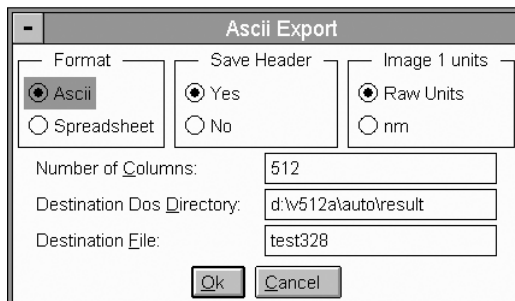 Ascii Export
Format Save Header Image 1 units
Ascii Yes Raw Units
Spreadsheet No nm
Number of Columns: 512
Destination Dos Directory: d:\v512a\auto\result
Destination File: test328
Ok Cancel